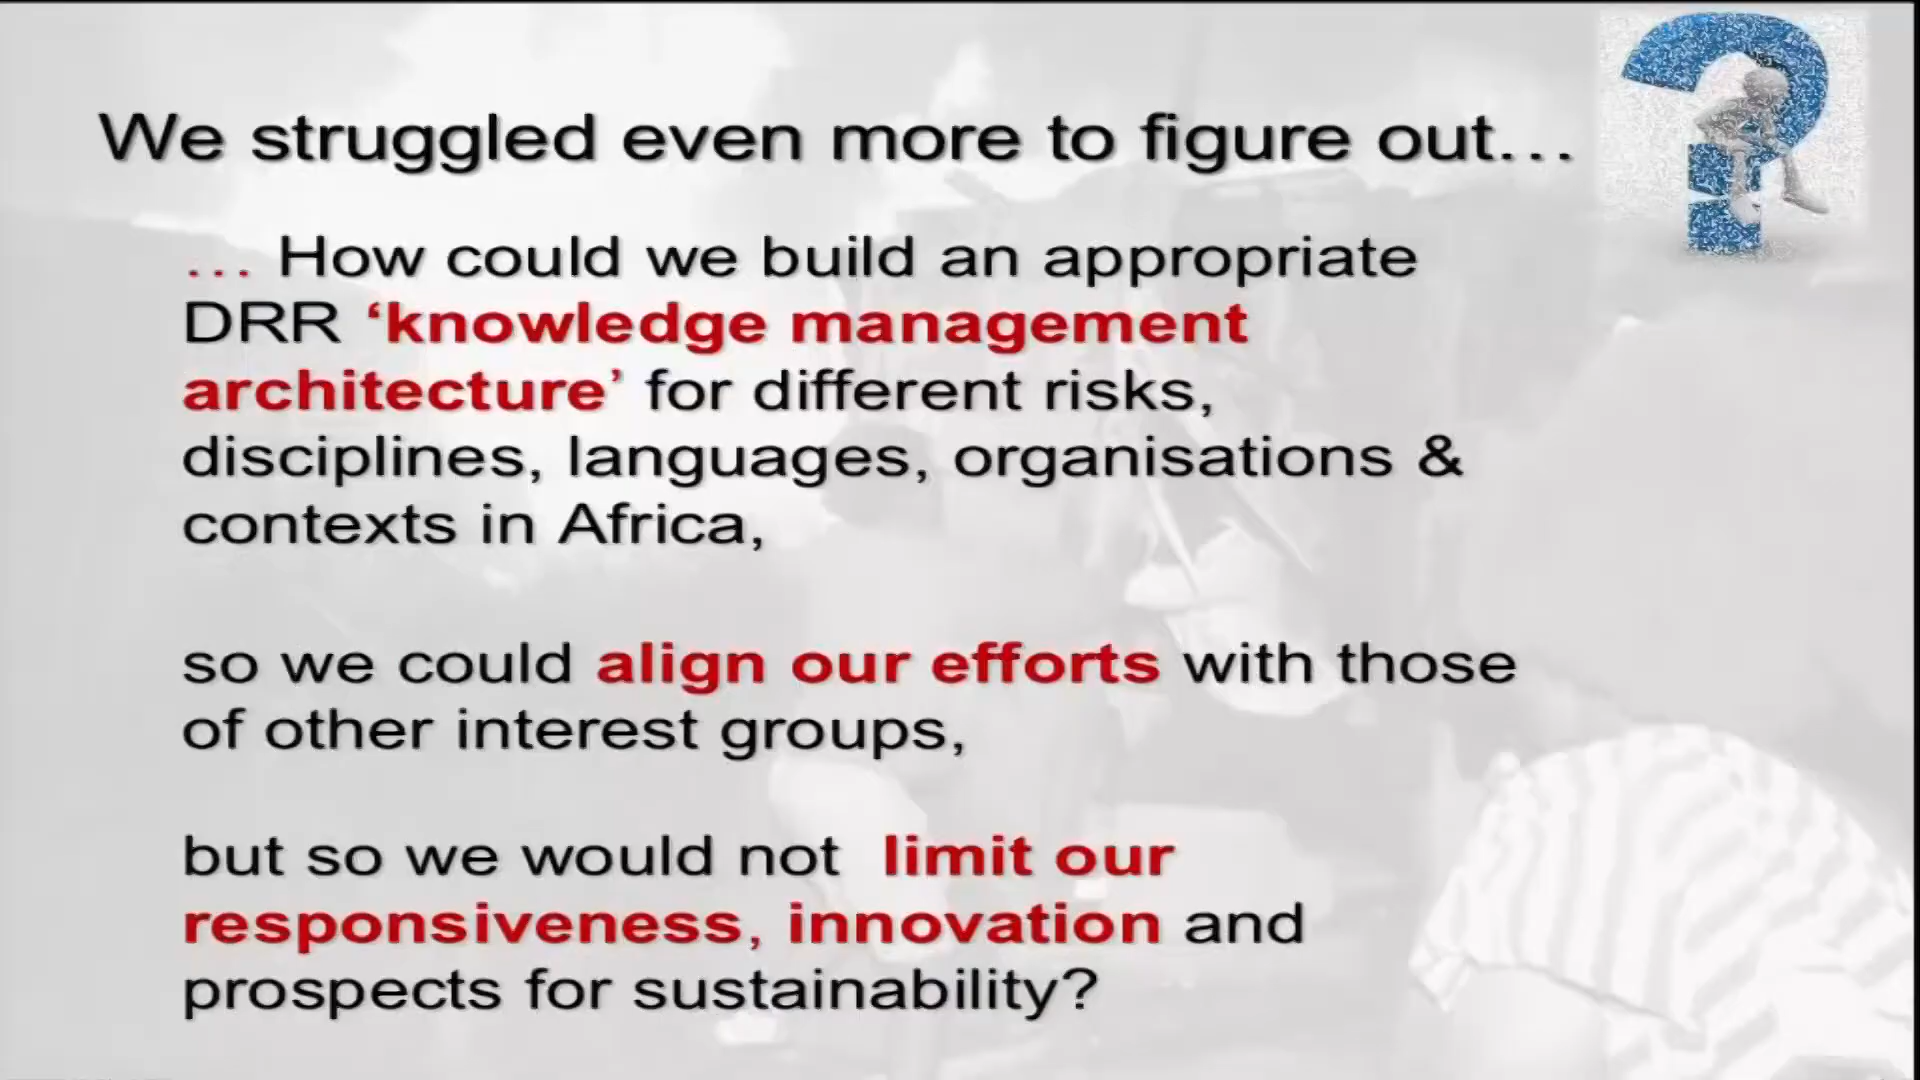 We struggled even more to figure out...
... How could we build an appropriate
DRR ‘knowledge management
architecture’ for different risks,
disciplines, languages, organisations &
contexts in Africa,
so we could align our efforts with those
of other interest groups,
but so we would not limit our
responsiveness, innovation and
prospects for sustainability?